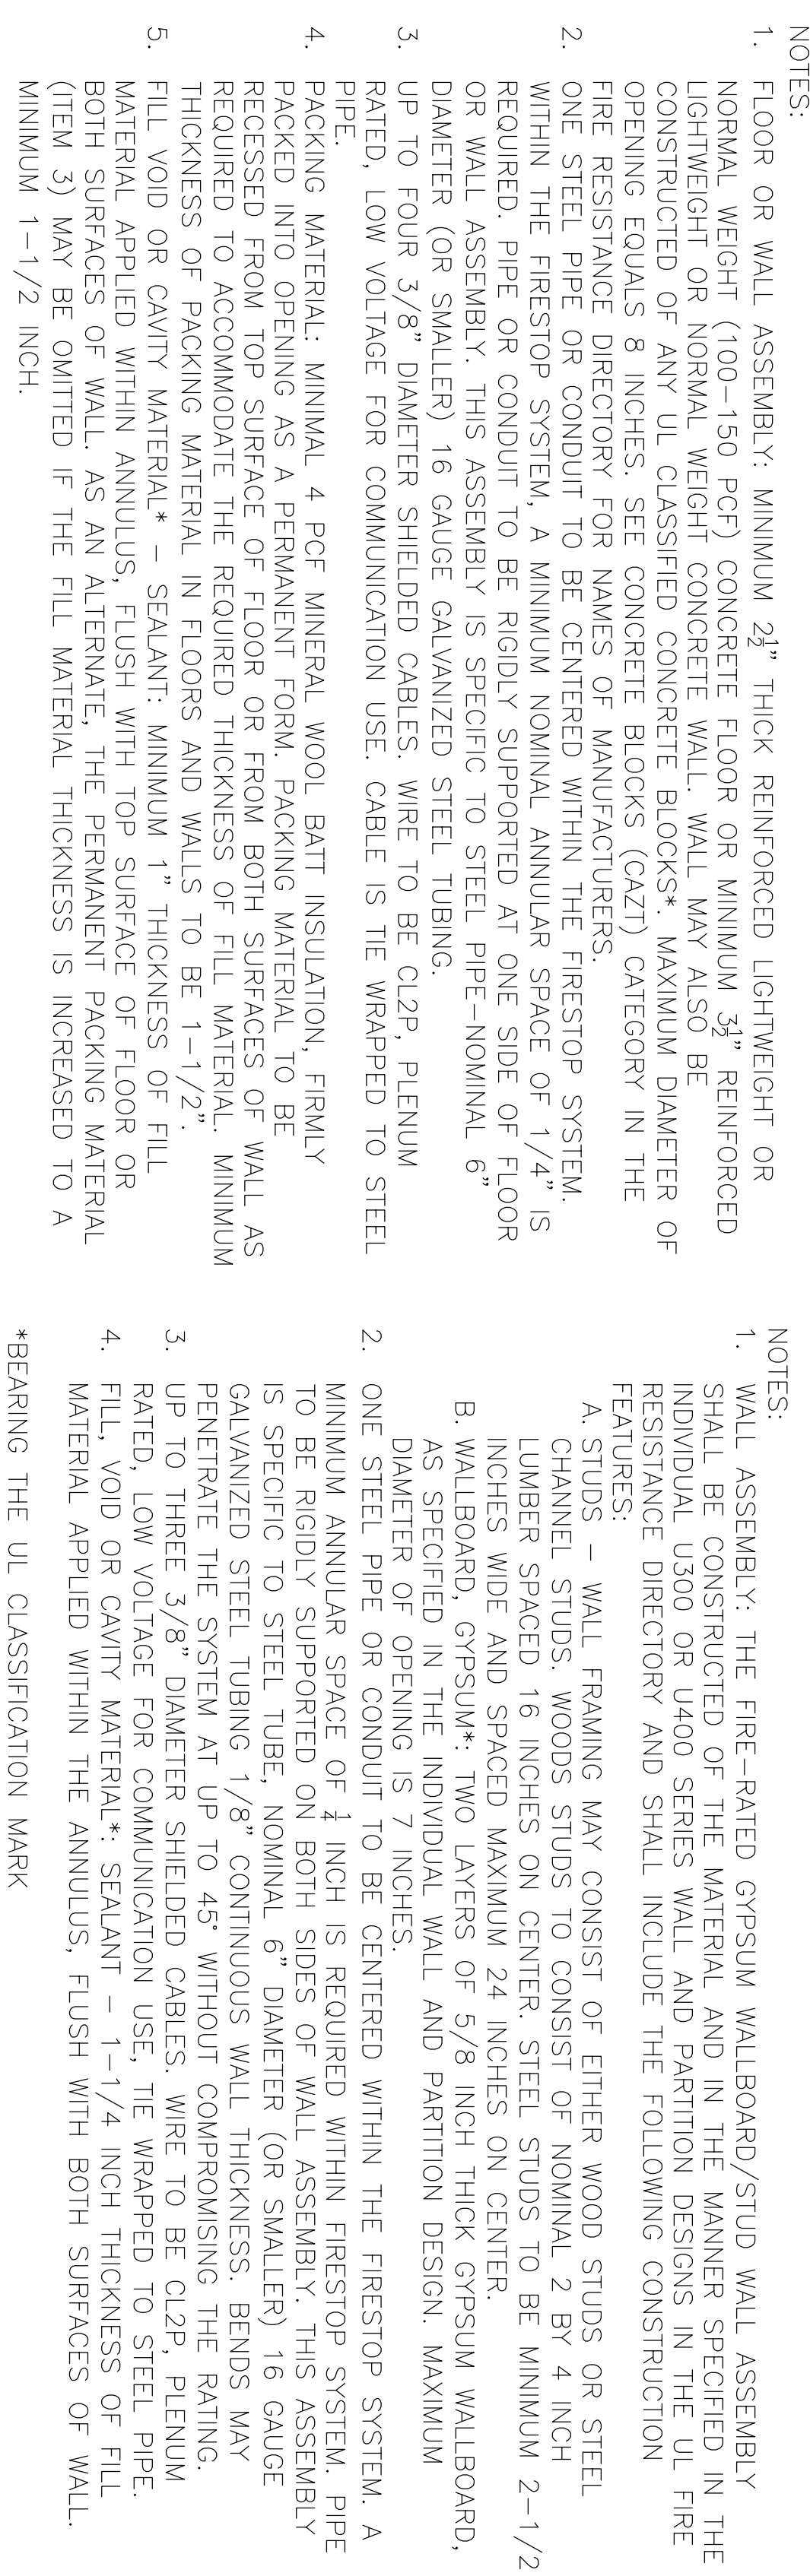 NOTES:
1. FLOOR OR WALL ASSEMBLY: MINIMUM 2½" THICK REINFORCED LIGHTWEIGHT OR
NORMAL WEIGHT (100-150 PCF) CONCRETE FLOOR OR MINIMUM 3½" REINFORCED
LIGHTWEIGHT OR NORMAL WEIGHT CONCRETE WALL. WALL MAY ALSO BE
CONSTRUCTED OF ANY UL CLASSIFIED CONCRETE BLOCKS*. MAXIMUM DIAMETER OF
OPENING EQUALS 8 INCHES. SEE CONCRETE BLOCKS (CAZT) CATEGORY IN THE
FIRE RESISTANCE DIRECTORY FOR NAMES OF MANUFACTURERS.
2. ONE STEEL PIPE OR CONDUIT TO BE CENTERED WITHIN THE FIRESTOP SYSTEM.
WITHIN THE FIRESTOP SYSTEM, A MINIMUM NOMINAL ANNULAR SPACE OF 1/4" IS
REQUIRED. PIPE OR CONDUIT TO BE RIGIDLY SUPPORTED AT ONE SIDE OF FLOOR
OR WALL ASSEMBLY. THIS ASSEMBLY IS SPECIFIC TO STEEL PIPE-NOMINAL 6"
DIAMETER (OR SMALLER) 16 GAUGE GALVANIZED STEEL TUBING.
3. UP TO FOUR 3/8" DIAMETER SHIELDED CABLES. WIRE TO BE CL2P, PLENUM
RATED, LOW VOLTAGE FOR COMMUNICATION USE. CABLE IS TIE WRAPPED TO STEEL
PIPE.
4. PACKING MATERIAL: MINIMAL 4 PCF MINERAL WOOL BATT INSULATION, FIRMLY
PACKED INTO OPENING AS A PERMANENT FORM. PACKING MATERIAL TO BE
RECESSED FROM TOP SURFACE OF FLOOR OR FROM BOTH SURFACES OF WALL AS
REQUIRED TO ACCOMMODATE THE REQUIRED THICKNESS OF FILL MATERIAL. MINIMUM
THICKNESS OF PACKING MATERIAL IN FLOORS AND WALLS TO BE 1-1/2".
5. FILL VOID OR CAVITY MATERIAL* - SEALANT: MINIMUM 1" THICKNESS OF FILL
MATERIAL APPLIED WITHIN ANNULUS, FLUSH WITH TOP SURFACE OF FLOOR OR
BOTH SURFACES OF WALL. AS AN ALTERNATE, THE PERMANENT PACKING MATERIAL
(ITEM 3) MAY BE OMITTED IF THE FILL MATERIAL THICKNESS IS INCREASED TO A
MINIMUM 1-1/2 INCH.
NOTES:
1. WALL ASSEMBLY: THE FIRE-RATED GYPSUM WALLBOARD/STUD WALL ASSEMBLY
SHALL BE CONSTRUCTED OF THE MATERIAL AND IN THE MANNER SPECIFIED IN THE
INDIVIDUAL U300 OR U400 SERIES WALL AND PARTITION DESIGNS IN THE UL FIRE
RESISTANCE DIRECTORY AND SHALL INCLUDE THE FOLLOWING CONSTRUCTION
FEATURES:
A. STUDS - WALL FRAMING MAY CONSIST OF EITHER WOOD STUDS OR STEEL
CHANNEL STUDS. WOODS STUDS TO CONSIST OF NOMINAL 2 BY 4 INCH
LUMBER SPACED 16 INCHES ON CENTER. STEEL STUDS TO BE MINIMUM 2-1/2
INCHES WIDE AND SPACED MAXIMUM 24 INCHES ON CENTER.
B. WALLBOARD, GYPSUM*: TWO LAYERS OF 5/8 INCH THICK GYPSUM WALLBOARD,
AS SPECIFIED IN THE INDIVIDUAL WALL AND PARTITION DESIGN. MAXIMUM
DIAMETER OF OPENING IS 7 INCHES.
2. ONE STEEL PIPE OR CONDUIT TO BE CENTERED WITHIN THE FIRESTOP SYSTEM. A
MINIMUM ANNULAR SPACE OF ¼ INCH IS REQUIRED WITHIN FIRESTOP SYSTEM. PIPE
TO BE RIGIDLY SUPPORTED ON BOTH SIDES OF WALL ASSEMBLY. THIS ASSEMBLY
IS SPECIFIC TO STEEL TUBE, NOMINAL 6" DIAMETER (OR SMALLER) 16 GAUGE
GALVANIZED STEEL TUBING 1/8" CONTINUOUS WALL THICKNESS. BENDS MAY
PENETRATE THE SYSTEM AT UP TO 45° WITHOUT COMPROMISING THE RATING.
3. UP TO THREE 3/8" DIAMETER SHIELDED CABLES. WIRE TO BE CL2P, PLENUM
RATED, LOW VOLTAGE FOR COMMUNICATION USE, TIE WRAPPED TO STEEL PIPE.
4. FILL, VOID OR CAVITY MATERIAL*: SEALANT - 1-1/4 INCH THICKNESS OF FILL
MATERIAL APPLIED WITHIN THE ANNULUS, FLUSH WITH BOTH SURFACES OF WALL.
*BEARING THE UL CLASSIFICATION MARK